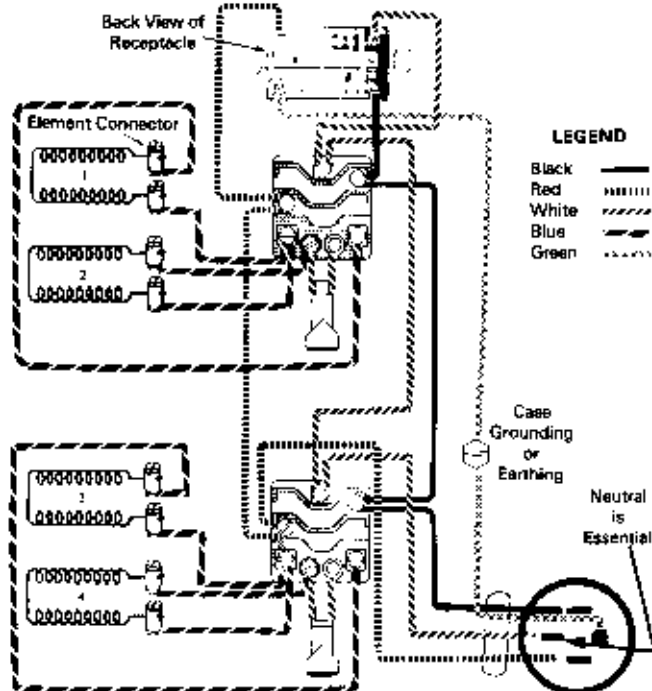 Back View of
Receptacle
Element Connector
1
2
LEGEND
Black
Red
White
Blue
Green
Case
Grounding
or
Earthing
Neutral
is
Essential
3
4